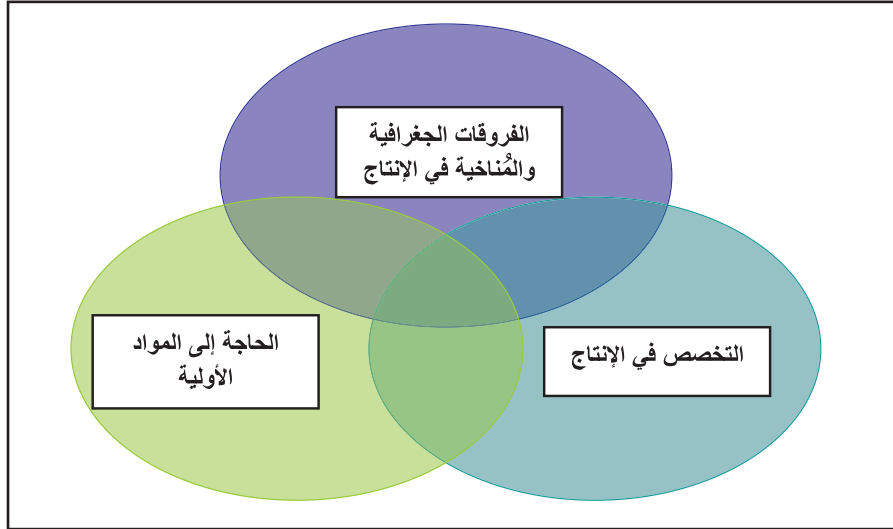 الفروقات الجغرافية
والمُناخية في الإنتاج
الحاجة إلى المواد
الأولية
التخصص في الإنتاج